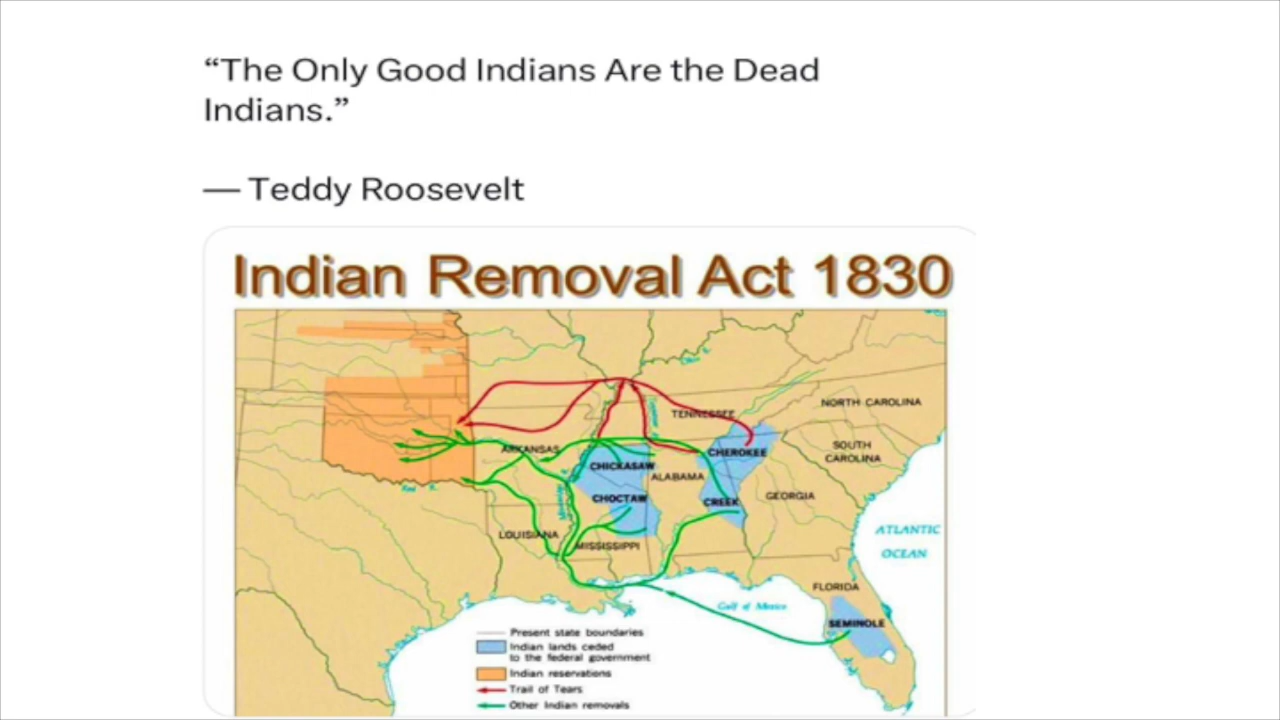 “The Only Good Indians Are the Dead
Indians.”
— Teddy Roosevelt
Indian Removal Act 1830
NORTH CAROLINA
TENNESSEE
SOUTH
CAROLINA
ARKANSAS
CHEROKEE
CHICKASAW
ALABAMA
CHOCTAW
CREEK
GEORGIA
Red R.
LOUISIANA
MISSISSIPPI
ATLANTIC
OCEAN
FLORIDA
Gulf of Mexico
SEMINOLE
Present state boundaries
Indian lands ceded
to the federal government
Indian reservations
Trail of Tears
Other Indian removals